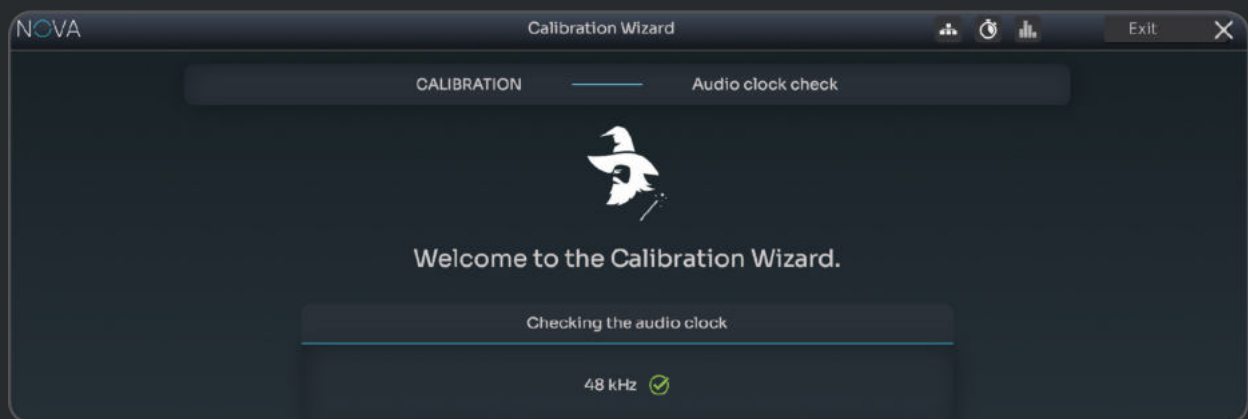 NOVA
Calibration Wizard
Exit
CALIBRATION
Audio clock check
Welcome to the Calibration Wizard.
Checking the audio clock
48 kHz